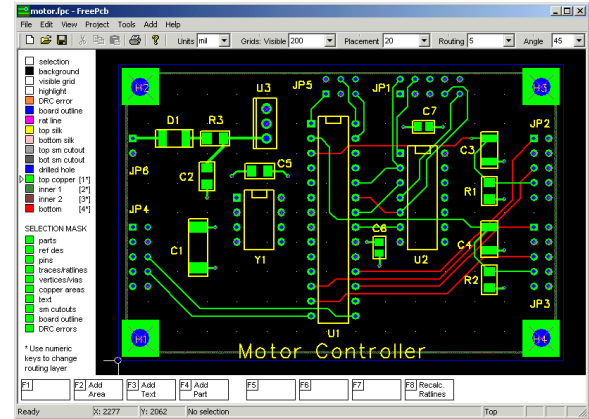 motor.fpc - FreePcb
File Edit View Project Tools Add Help
Units mil Grids: Visible 200 Placement 20 Routing 5 Angle 45
selection
background
visible grid
highlight
DRC error
board outline
rat line
top silk
bottom silk
top sm cutout
bot sm cutout
drilled hole
top copper [1*]
inner 1 [2*]
inner 2 [3*]
bottom [4*]
SELECTION MASK
parts
ref des
pins
traces/ratlines
vertices/vias
copper areas
text
sm cutouts
board outline
DRC errors
* Use numeric
keys to change
routing layer
H2
U3
JP5
JP1
H3
D1
R3
C7
JP2
C3
JP6
C2
C5
R1
JP4
C1
Y1
C6
U2
C4
R2
JP3
H1
U1
H4
Motor Controller
F1
F2 Add Area
F3 Add Text
F4 Add Part
F5
F6
F7
F8 Recalc. Ratlines
Ready X: 2277 Y: 2062 No selection Top